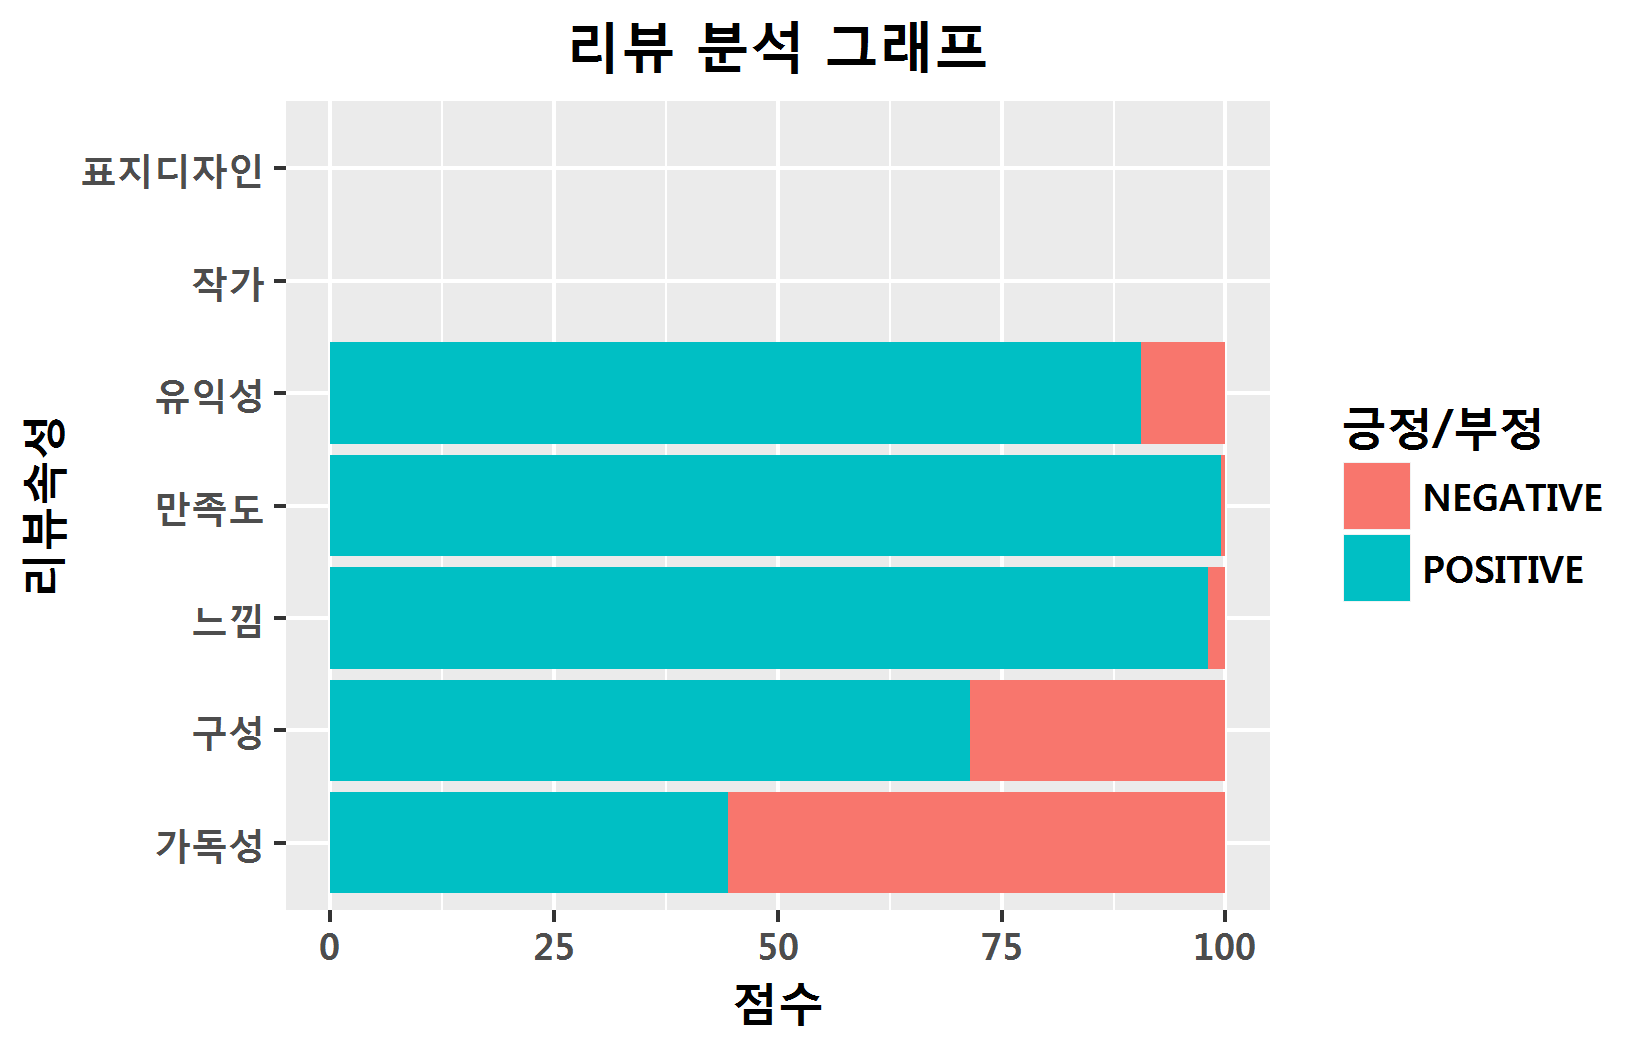 리뷰 분석 그래프
표지디자인
작가
유익성
만족도
느낌
구성
가독성
리뷰속성
0 25 50 75 100
점수
긍정/부정
NEGATIVE
POSITIVE